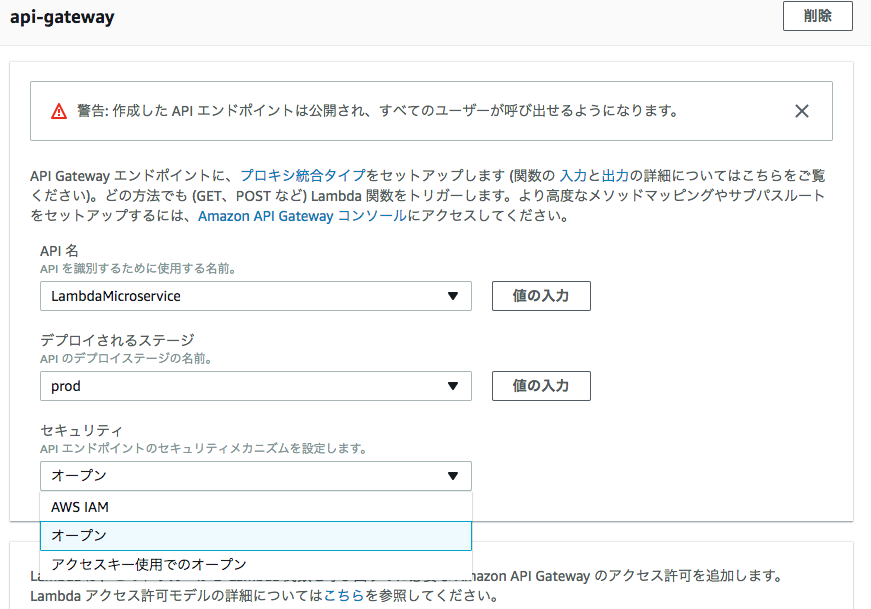 api-gateway
削除
警告: 作成した API エンドポイントは公開され、すべてのユーザーが呼び出せるようになります。
API Gateway エンドポイントに、プロキシ統合タイプをセットアップします (関数の 入力と出力の詳細についてはこちらをご覧
ください)。どの方法でも (GET、POST など) Lambda 関数をトリガーします。より高度なメソッドマッピングやサブパスルート
をセットアップするには、Amazon API Gateway コンソールにアクセスしてください。
API 名
API を識別するために使用する名前。
LambdaMicroservice
値の入力
デプロイされるステージ
API のデプロイステージの名前。
prod
値の入力
セキュリティ
API エンドポイントのセキュリティメカニズムを設定します。
オープン
AWS IAM
オープン
アクセスキー使用でのオープン
Amazon API Gateway のアクセス許可を追加します。
Lambda アクセス許可モデルの詳細についてはこちらを参照してください。